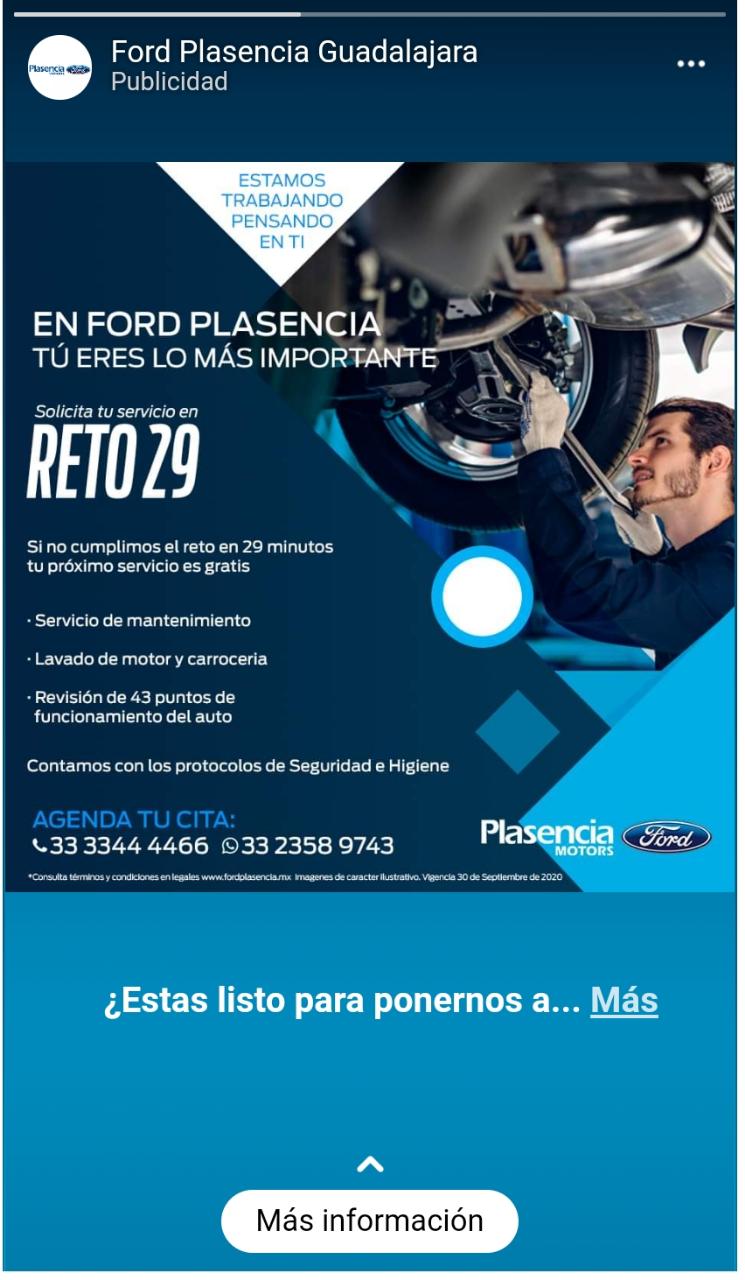 Plasencia Ford
Ford Plasencia Guadalajara
Publicidad
ESTAMOS
TRABAJANDO
PENSANDO
EN TI
EN FORD PLASENCIA
TÚ ERES LO MÁS IMPORTANTE
Solicita tu servicio en
RETO 29
Si no cumplimos el reto en 29 minutos
tu próximo servicio es gratis
· Servicio de mantenimiento
· Lavado de motor y carroceria
· Revisión de 43 puntos de
funcionamiento del auto
Contamos con los protocolos de Seguridad e Higiene
AGENDA TU CITA:
33 3344 4466 33 2358 9743
Plasencia
MOTORS
Ford
*Consulta términos y condiciones en legales www.fordplasencia.mx Imagenes de caracter ilustrativo. Vigencia 30 de Septiembre de 2020
¿Estas listo para ponernos a... Más
Más información